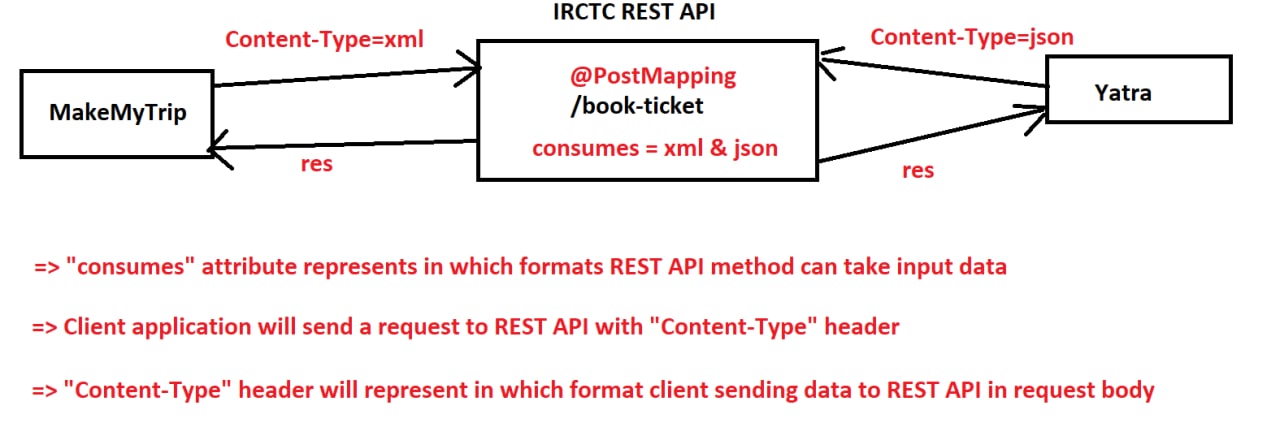 IRCTC REST API
Content-Type=xml
Content-Type=json
MakeMyTrip
@PostMapping
/book-ticket
consumes = xml & json
Yatra
res
res
=> "consumes" attribute represents in which formats REST API method can take input data
=> Client application will send a request to REST API with "Content-Type" header
=> "Content-Type" header will represent in which format client sending data to REST API in request body